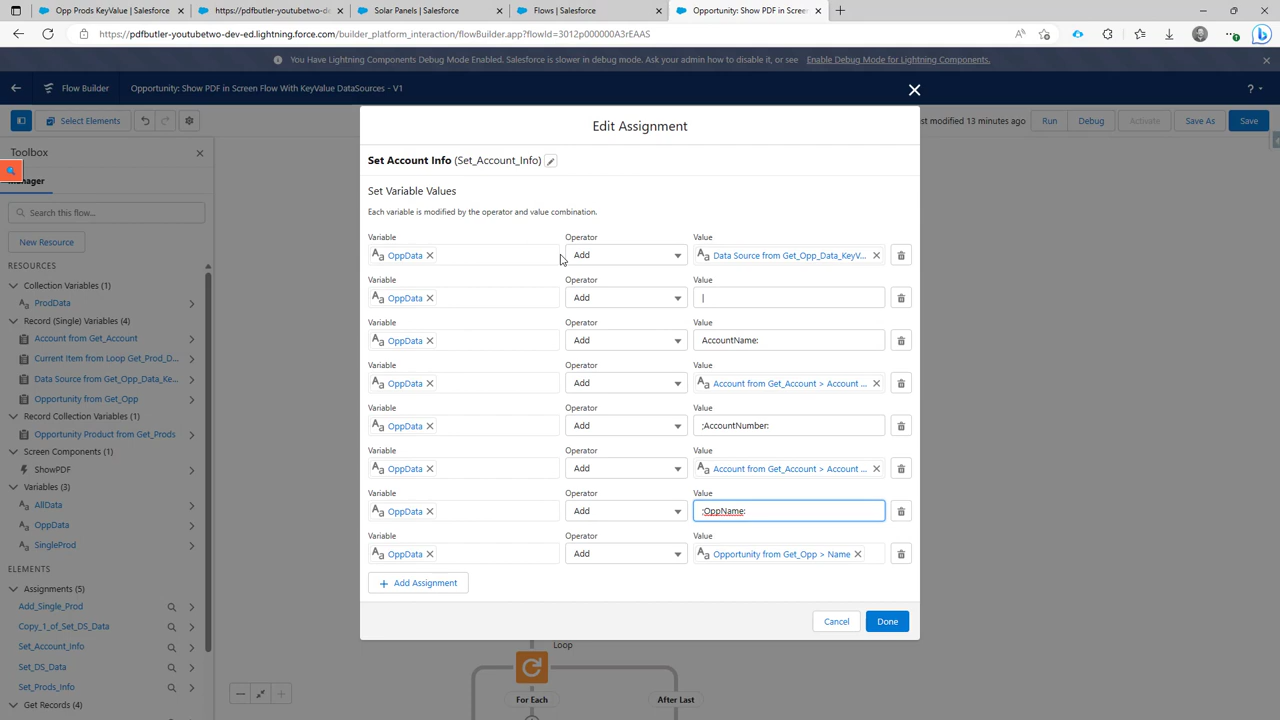 Opp Prods KeyValue | Salesforce
https://pdfbutler-youtubetwo-dev
Solar Panels | Salesforce
Flows | Salesforce
Opportunity: Show PDF in Screen
https://pdfbutler-youtubetwo-dev-ed.lightning.force.com/builder_platform_interaction/flowBuilder.app?flowId=3012p000000A3rEAAS
You Have Lightning Components Debug Mode Enabled. Salesforce is slower in debug mode. Ask your admin how to disable it, or see Enable Debug Mode for Lightning Components.
Flow Builder
Opportunity: Show PDF in Screen Flow With KeyValue DataSources - V1
?
Select Elements
st modified 13 minutes ago
Run
Debug
Activate
Save As
Save
Toolbox
Manager
Search this flow...
New Resource
RESOURCES
Collection Variables (1)
ProdData
Record (Single) Variables (4)
Account from Get_Account
Current Item from Loop Get_Prod_D...
Data Source from Get_Opp_Data_Ke...
Opportunity from Get_Opp
Record Collection Variables (1)
Opportunity Product from Get_Prods
Screen Components (1)
ShowPDF
Variables (3)
AllData
OppData
SingleProd
ELEMENTS
Assignments (5)
Add_Single_Prod
Copy_1_of_Set_DS_Data
Set_Account_Info
Set_DS_Data
Set_Prods_Info
Get Records (4)
Edit Assignment
Set Account Info (Set_Account_Info)
Set Variable Values
Each variable is modified by the operator and value combination.
Variable Operator Value
OppData Add Data Source from Get_Opp_Data_KeyV...
Variable Operator Value
OppData Add |
Variable Operator Value
OppData Add AccountName:
Variable Operator Value
OppData Add Account from Get_Account > Account ...
Variable Operator Value
OppData Add ;AccountNumber:
Variable Operator Value
OppData Add Account from Get_Account > Account ...
Variable Operator Value
OppData Add ;OppName:
Variable Operator Value
OppData Add Opportunity from Get_Opp > Name
+ Add Assignment
Cancel
Done
Loop
For Each
After Last